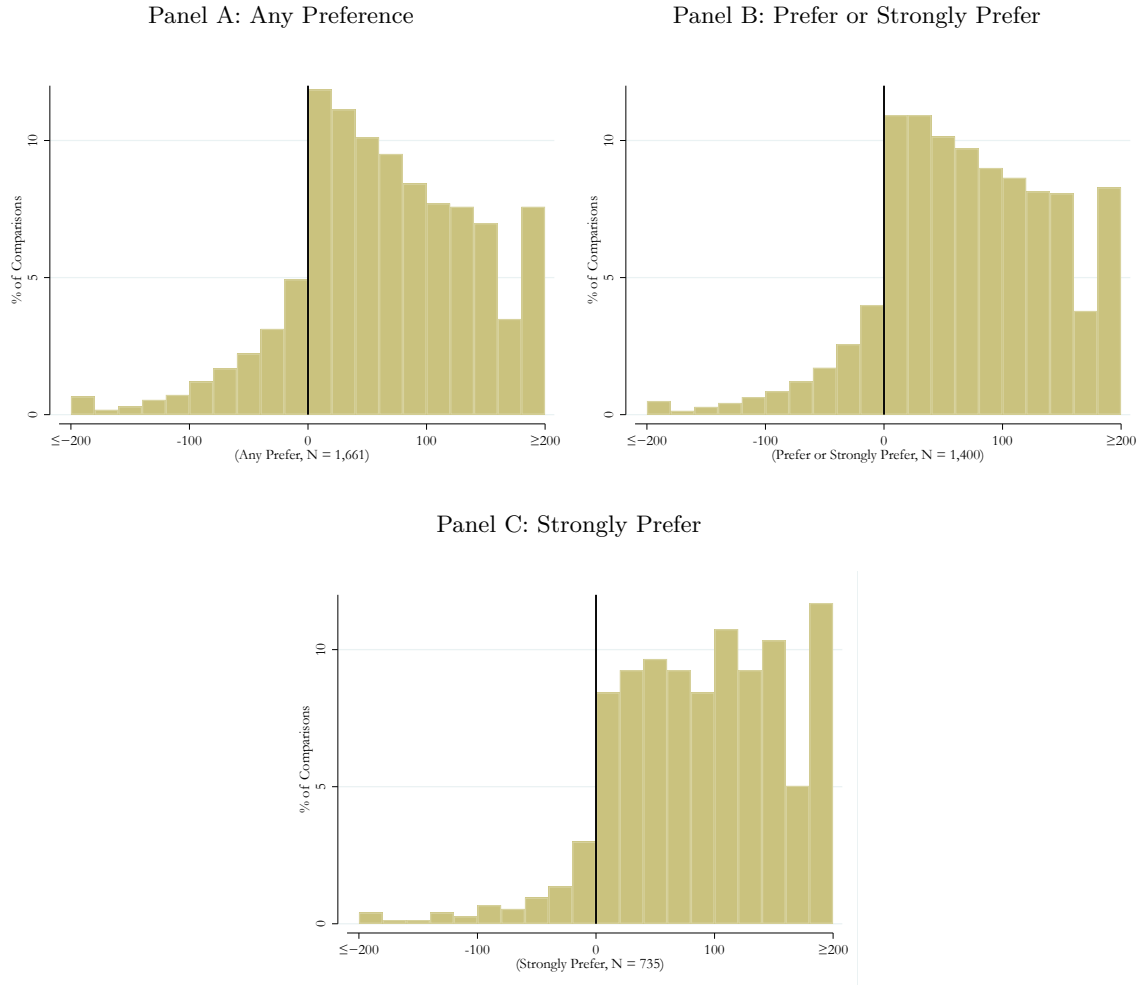 Panel A: Any Preference
% of Comparisons
10
5
0
≤−200
-100
0
100
≥200
(Any Prefer, N = 1,661)
Panel B: Prefer or Strongly Prefer
% of Comparisons
10
5
0
≤−200
-100
0
100
≥200
(Prefer or Strongly Prefer, N = 1,400)
Panel C: Strongly Prefer
% of Comparisons
10
5
0
≤−200
-100
0
100
≥200
(Strongly Prefer, N = 735)